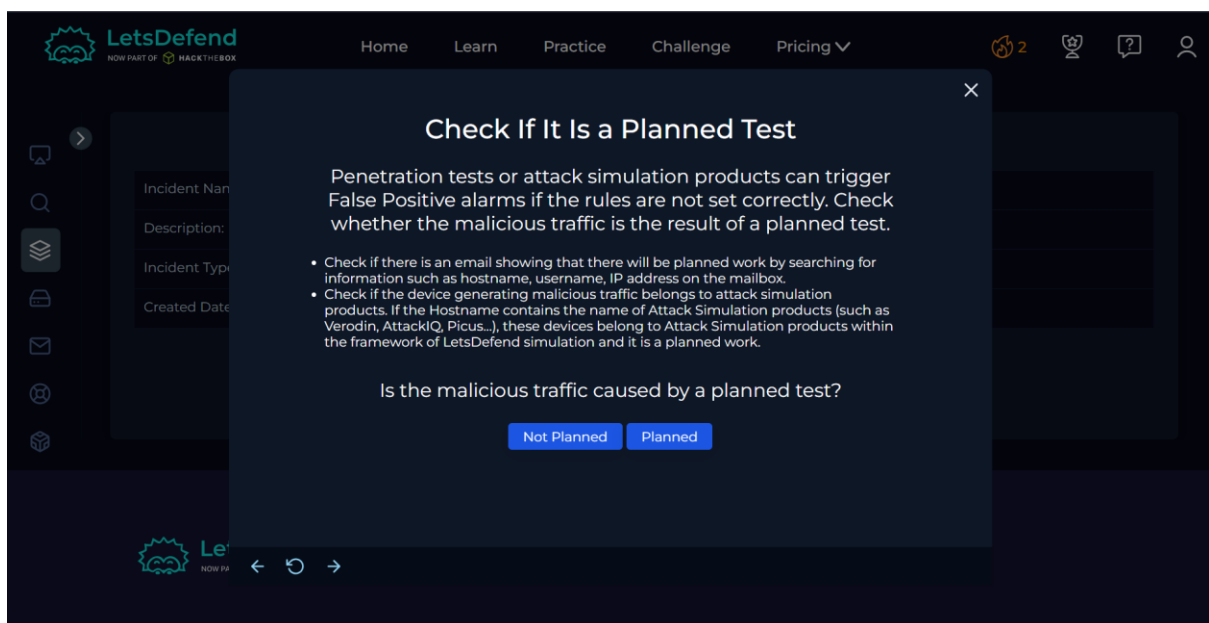 LetsDefend
NOW PART OF HACKTHEBOX
Home Learn Practice Challenge Pricing
2
Check If It Is a Planned Test
Penetration tests or attack simulation products can trigger
False Positive alarms if the rules are not set correctly. Check
whether the malicious traffic is the result of a planned test.
Incident Nam
Description:
Incident Type
Created Date
• Check if there is an email showing that there will be planned work by searching for
information such as hostname, username, IP address on the mailbox.
• Check if the device generating malicious traffic belongs to attack simulation
products. If the Hostname contains the name of Attack Simulation products (such as
Verodin, AttackIQ, Picus...), these devices belong to Attack Simulation products within
the framework of LetsDefend simulation and it is a planned work.
Is the malicious traffic caused by a planned test?
Not Planned Planned
Let
NOW PA